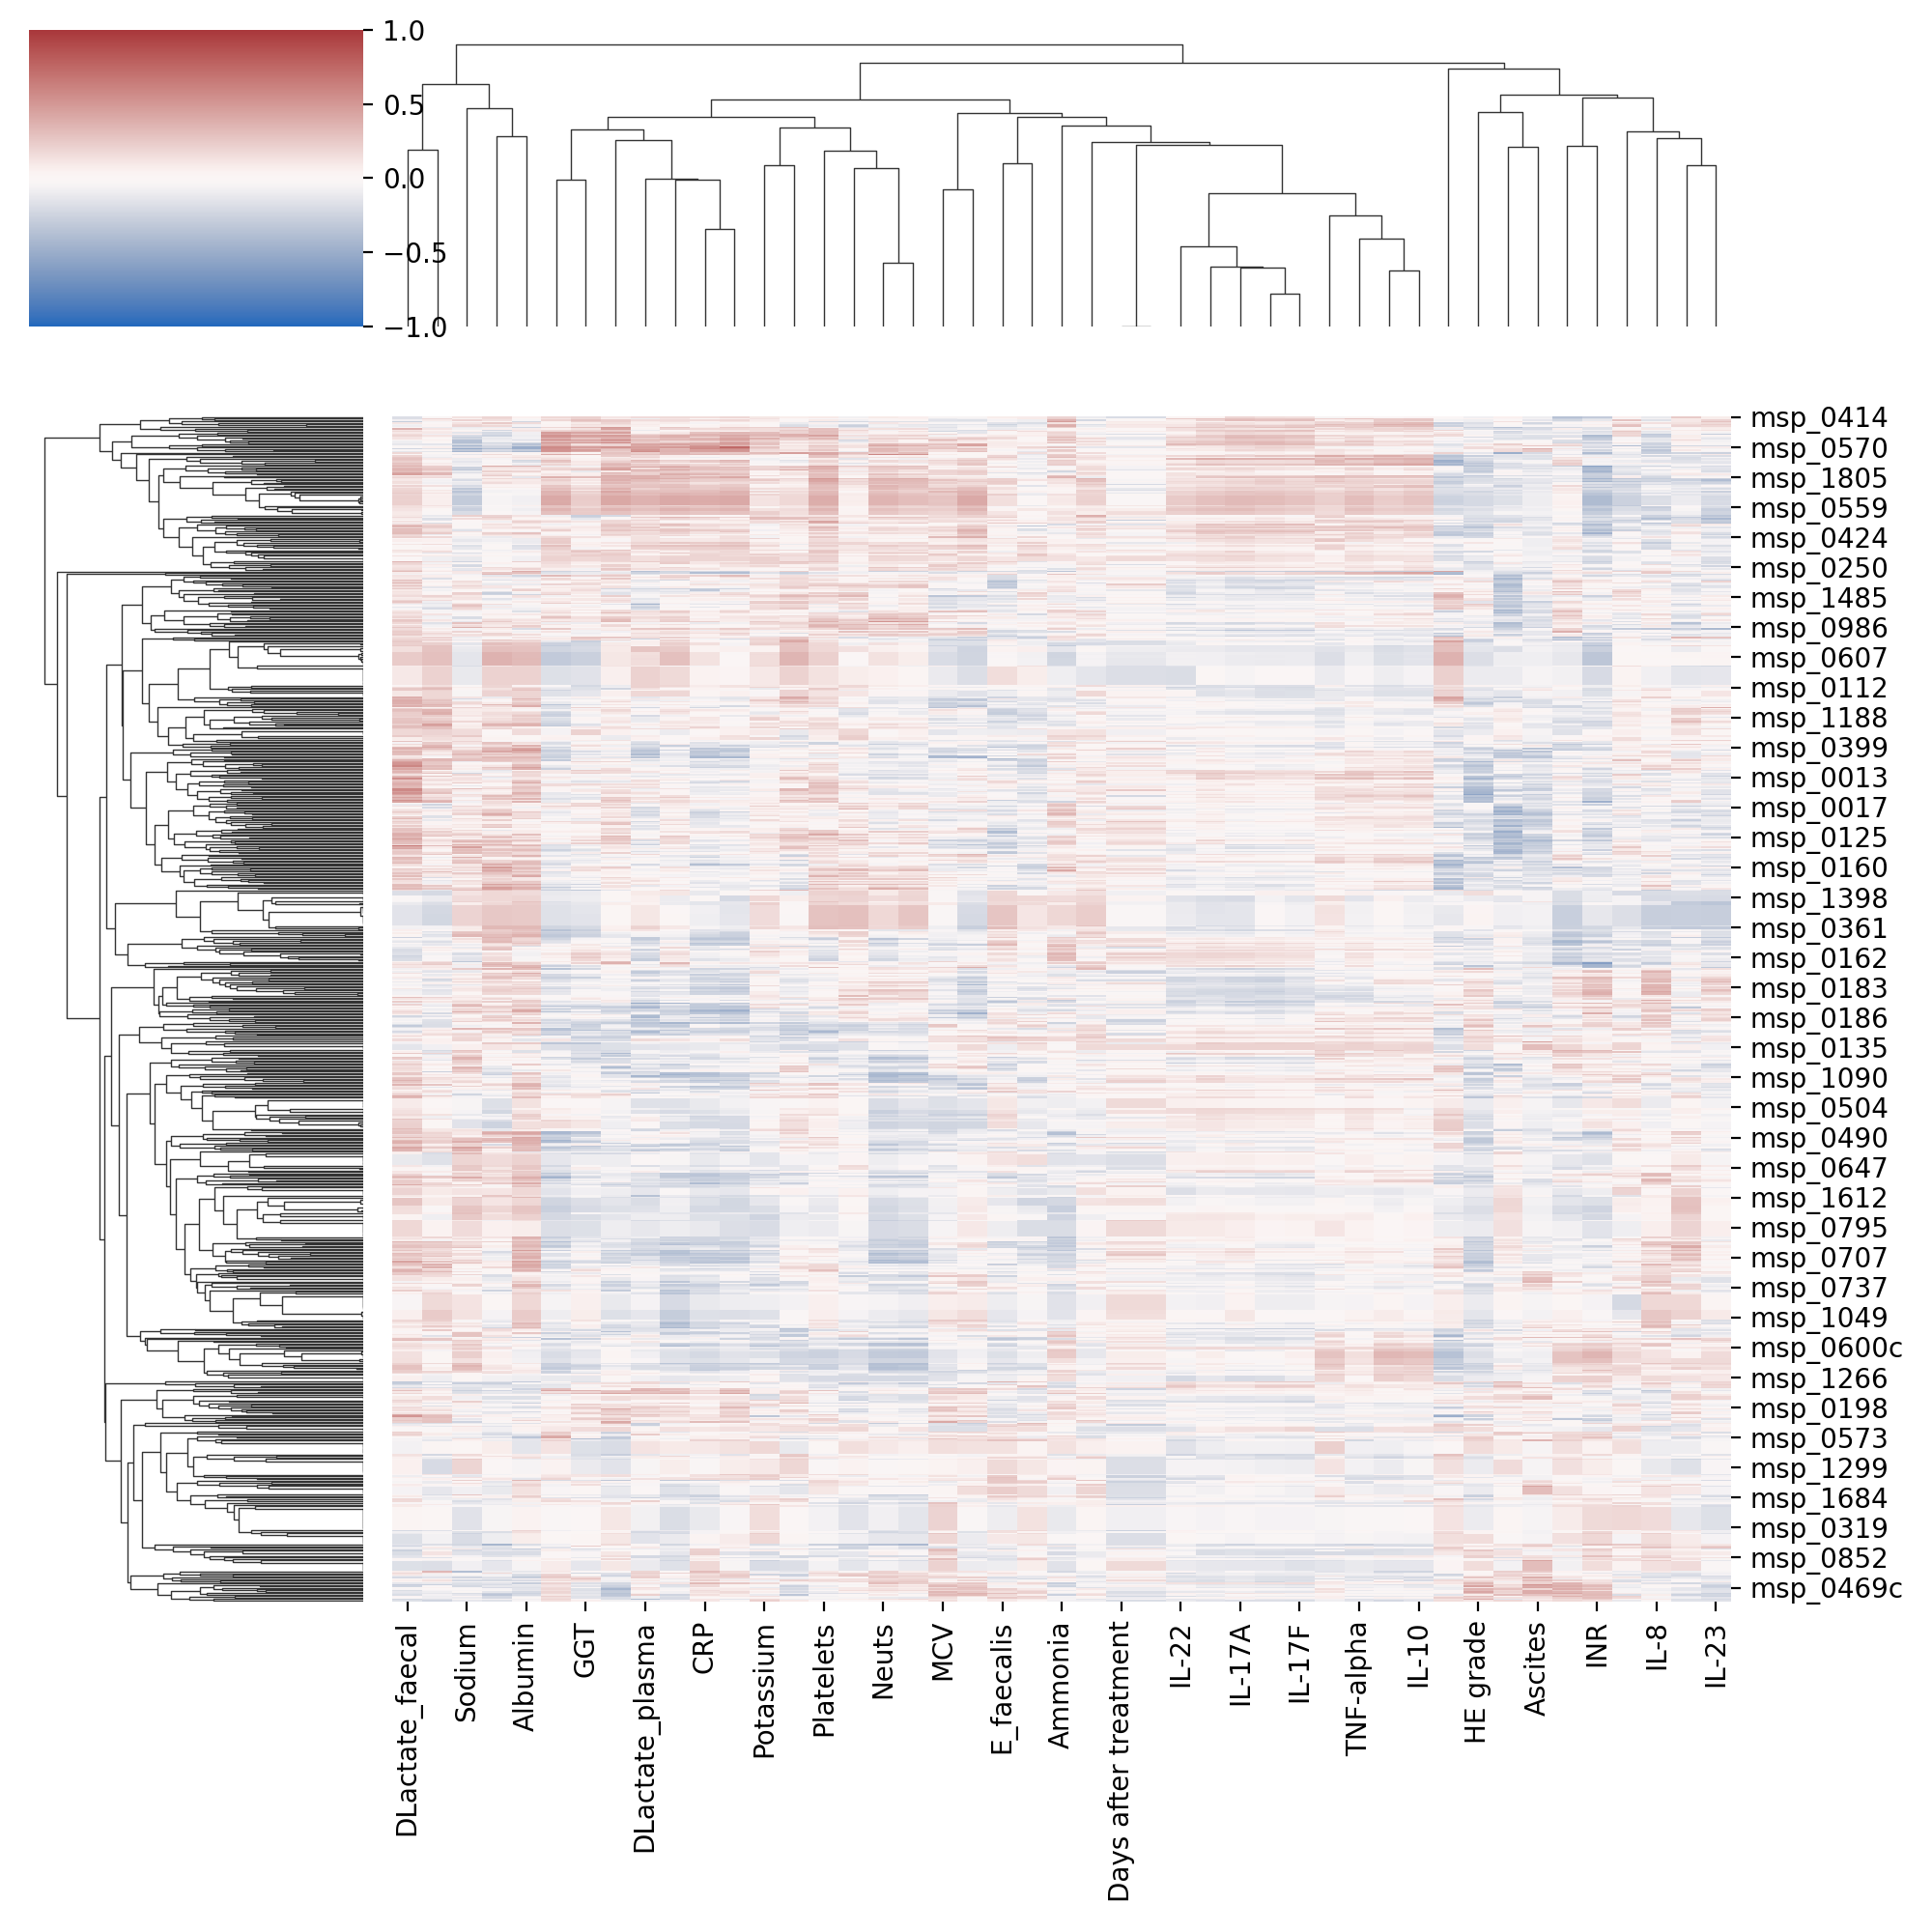 1.0
0.5
0.0
−0.5
−1.0
msp_0414
msp_0570
msp_1805
msp_0559
msp_0424
msp_0250
msp_1485
msp_0986
msp_0607
msp_0112
msp_1188
msp_0399
msp_0013
msp_0017
msp_0125
msp_0160
msp_1398
msp_0361
msp_0162
msp_0183
msp_0186
msp_0135
msp_1090
msp_0504
msp_0490
msp_0647
msp_1612
msp_0795
msp_0707
msp_0737
msp_1049
msp_0600c
msp_1266
msp_0198
msp_0573
msp_1299
msp_1684
msp_0319
msp_0852
msp_0469c
DLactate_faecal
Sodium
Albumin
GGT
DLactate_plasma
CRP
Potassium
Platelets
Neuts
MCV
E_faecalis
Ammonia
Days after treatment
IL-22
IL-17A
IL-17F
TNF-alpha
IL-10
HE grade
Ascites
INR
IL-8
IL-23